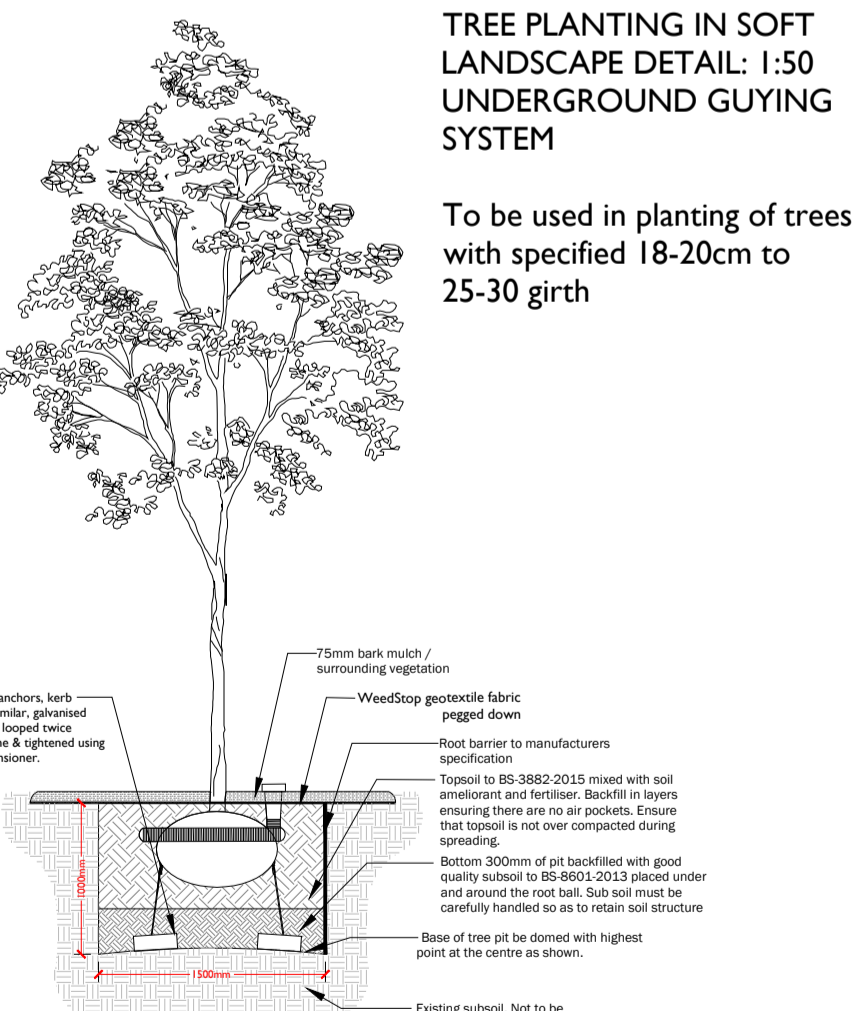 TREE PLANTING IN SOFT
LANDSCAPE DETAIL: 1:50
UNDERGROUND GUYING
SYSTEM
To be used in planting of trees
with specified 18-20cm to
25-30 girth
75mm bark mulch /
surrounding vegetation
anchors, kerb
galvanised
looped twice
& tightened using
WeedStop geotextile fabric
pegged down
Root barrier to manufacturers
specification
Topsoil to BS-3882-2015 mixed with soil
ameliorant and fertiliser. Backfill in layers
ensuring there are no air pockets. Ensure
that topsoil is not over compacted during
spreading.
Bottom 300mm of pit backfilled with good
quality subsoil to BS-8601-2013 placed under
and around the root ball. Sub soil must be
carefully handled so as to retain soil structure
Base of tree pit be domed with highest
point at the centre as shown.
1000mm
1500mm
Existing subsoil. Not to be